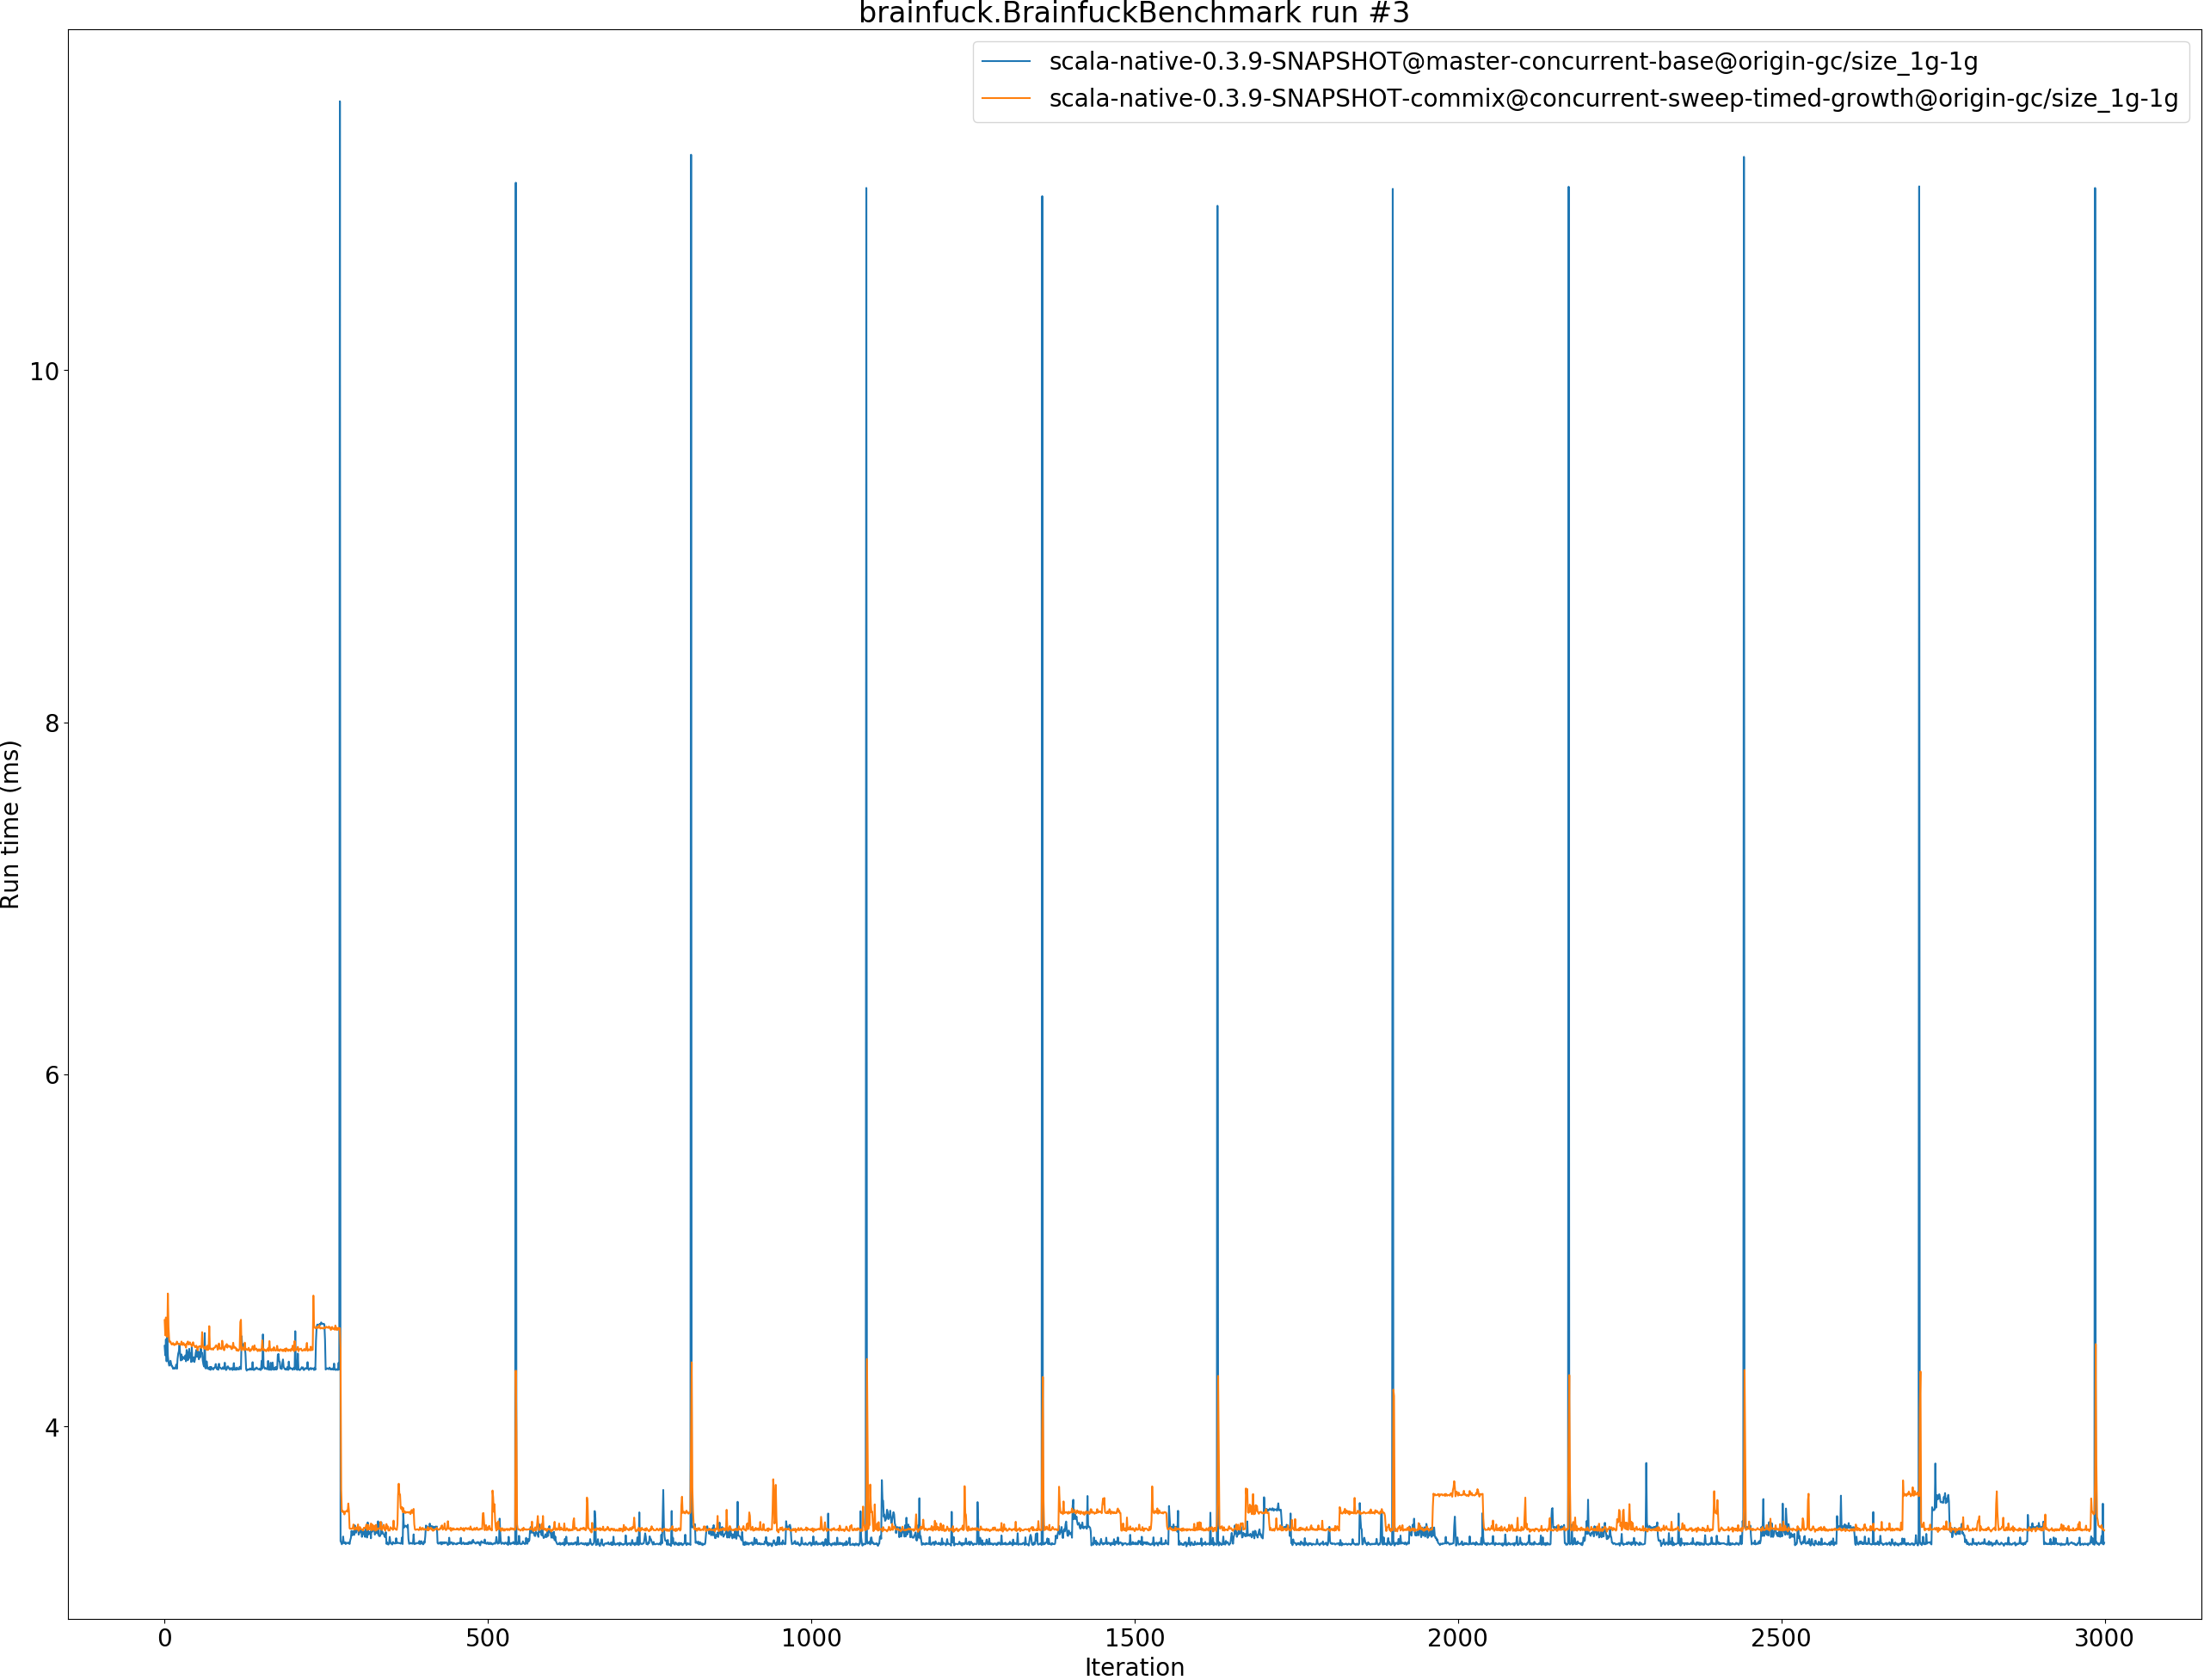 brainfuck.BrainfuckBenchmark run #3
scala-native-0.3.9-SNAPSHOT@master-concurrent-base@origin-gc/size_1g-1g
scala-native-0.3.9-SNAPSHOT-commix@concurrent-sweep-timed-growth@origin-gc/size_1g-1g
10
8
6
4
Run time (ms)
0 500 1000 1500 2000 2500 3000
Iteration